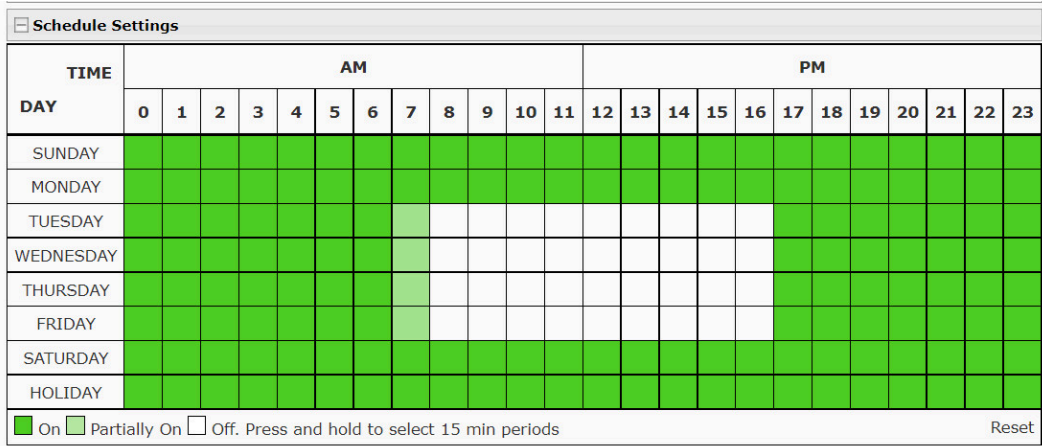 Schedule Settings
TIME AM PM
DAY 0 1 2 3 4 5 6 7 8 9 10 11 12 13 14 15 16 17 18 19 20 21 22 23
SUNDAY
MONDAY
TUESDAY
WEDNESDAY
THURSDAY
FRIDAY
SATURDAY
HOLIDAY
On Partially On Off. Press and hold to select 15 min periods Reset